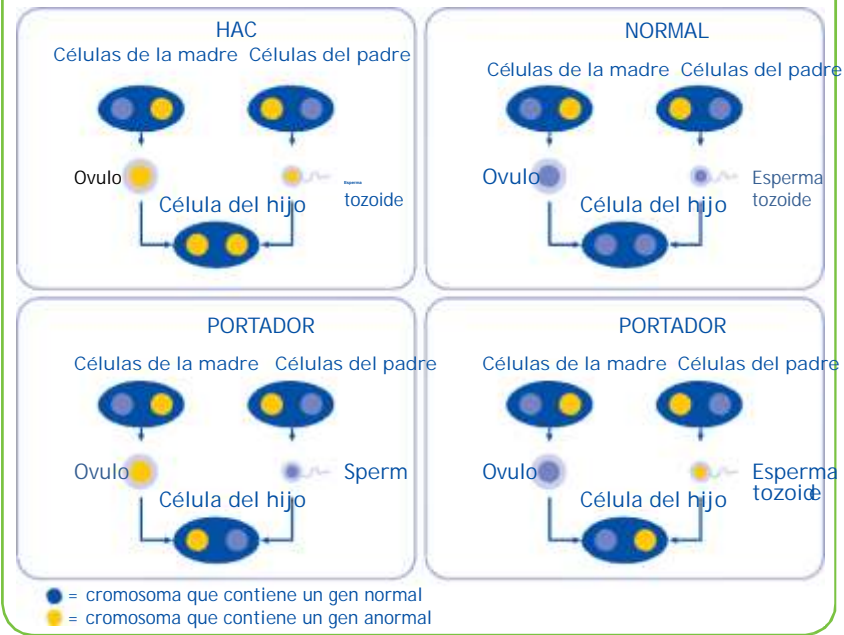 HAC
Células de la madre Células del padre
Ovulo
Esperma
tozoide
Célula del hijo
NORMAL
Células de la madre Células del padre
Ovulo
Esperma
tozoide
Célula del hijo
PORTADOR
Células de la madre Células del padre
Ovulo
Sperm
Célula del hijo
PORTADOR
Células de la madre Células del padre
Ovulo
Esperma
tozoide
Célula del hijo
= cromosoma que contiene un gen normal
= cromosoma que contiene un gen anormal